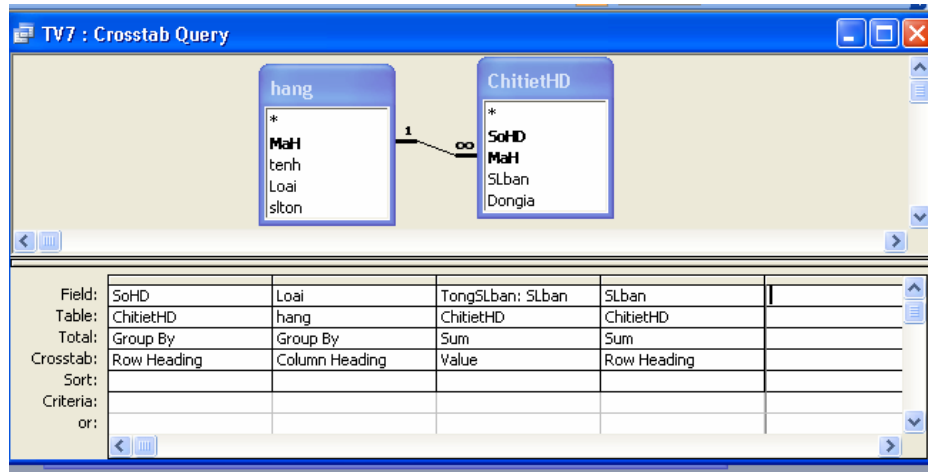 TV7 : Crosstab Query
hang
*
MaH
tenh
Loai
slton
1
∞
ChitietHD
*
SoHD
MaH
SLban
Dongia
Field: SoHD Loai TongSLban: SLban SLban
Table: ChitietHD hang ChitietHD ChitietHD
Total: Group By Group By Sum Sum
Crosstab: Row Heading Column Heading Value Row Heading
Sort:
Criteria:
or: